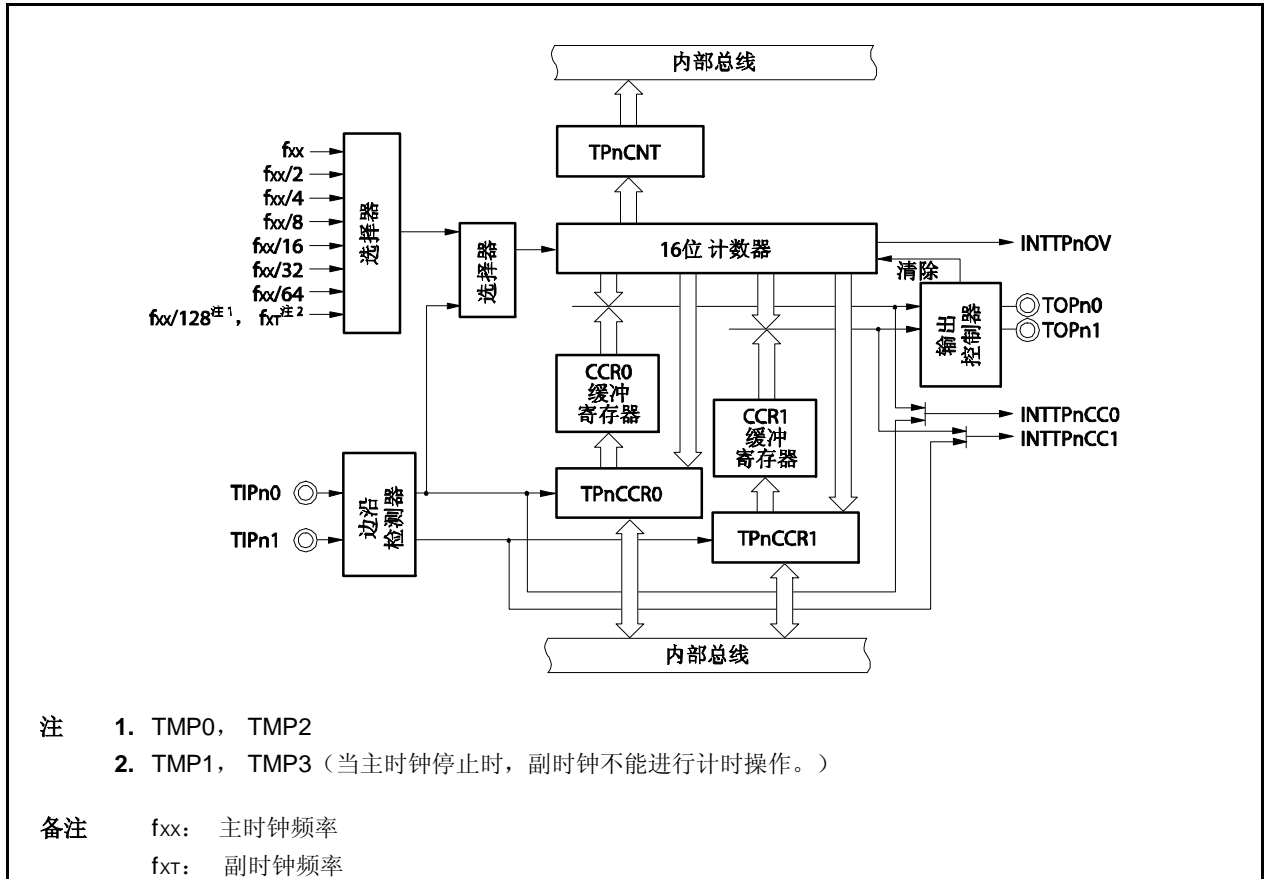 内部总线
TPnCNT
fxx
fxx/2
fxx/4
fxx/8
fxx/16
fxx/32
fxx/64
fxx/128注1， fXT注2
选择器
选择器
16位 计数器
INTTPnOV
清除
TOPn0
TOPn1
输出
控制器
CCR0
缓冲
寄存器
CCR1
缓冲
寄存器
INTTPnCC0
INTTPnCC1
TIPn0
TIPn1
边沿
检测器
TPnCCR0
TPnCCR1
内部总线
注 1. TMP0， TMP2
2. TMP1， TMP3（当主时钟停止时，副时钟不能进行计时操作。）
备注 fXX： 主时钟频率
fXT： 副时钟频率